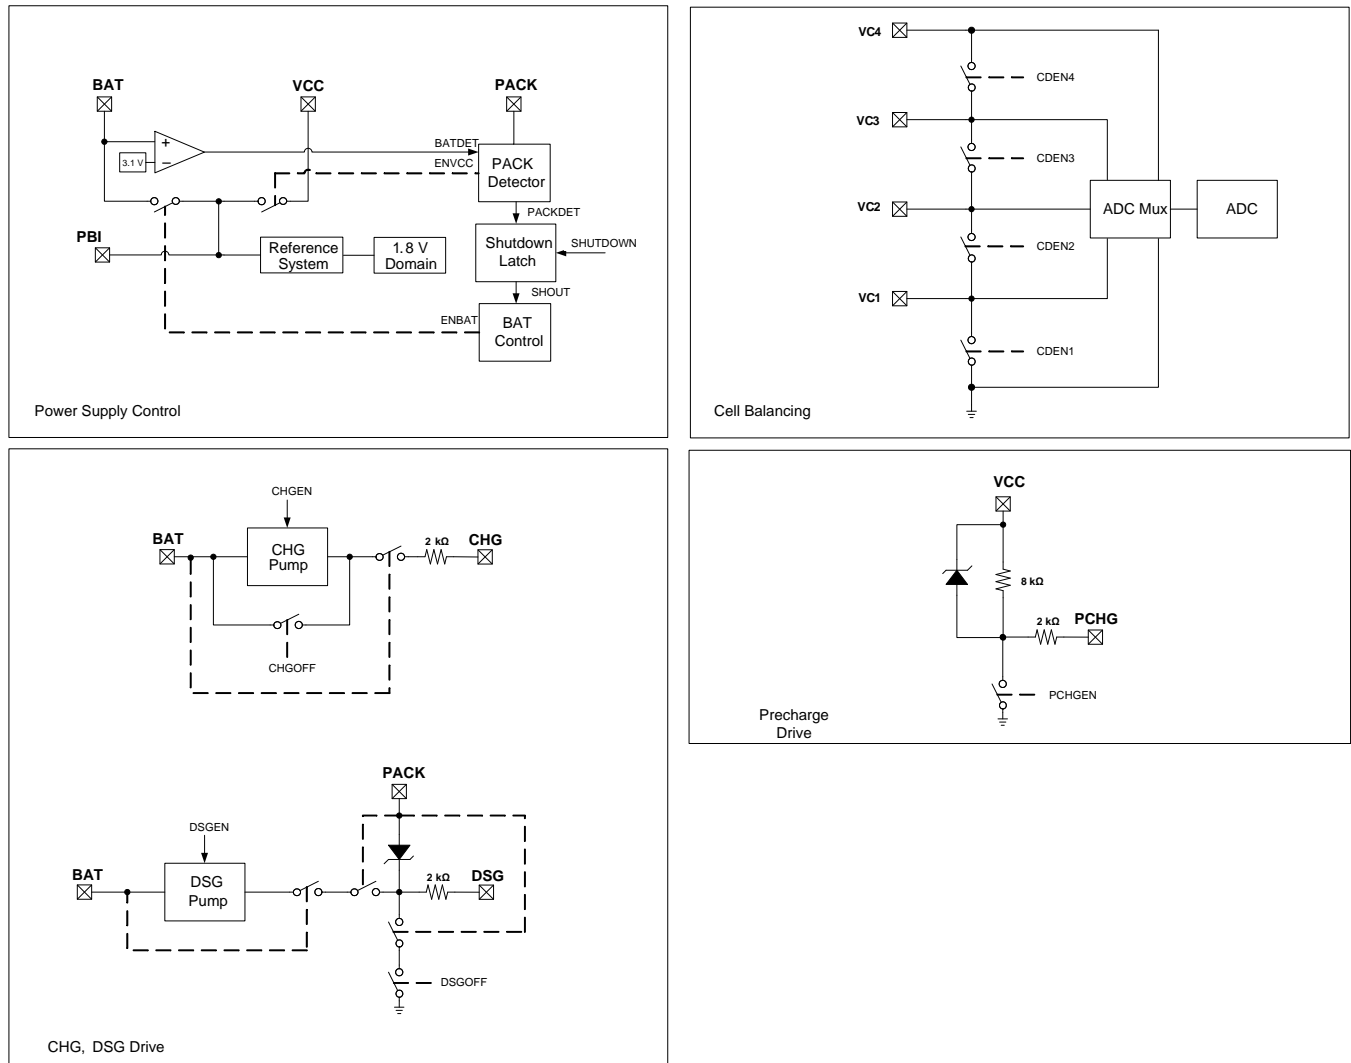 BAT
VCC
PACK
+
3.1 V
−
BATDET
ENVCC
PACK
Detector
PACKDET
PBI
Reference
System
1.8 V
Domain
Shutdown
Latch
SHUTDOWN
SHOUT
ENBAT
BAT
Control
Power Supply Control
VC4
CDEN4
VC3
CDEN3
VC2
ADC Mux
ADC
CDEN2
VC1
CDEN1
Cell Balancing
CHGEN
BAT
CHG
Pump
2 kΩ
CHG
CHGOFF
PACK
DSGEN
BAT
DSG
Pump
2 kΩ
DSG
DSGOFF
CHG, DSG Drive
VCC
8 kΩ
2 kΩ
PCHG
PCHGEN
Precharge
Drive